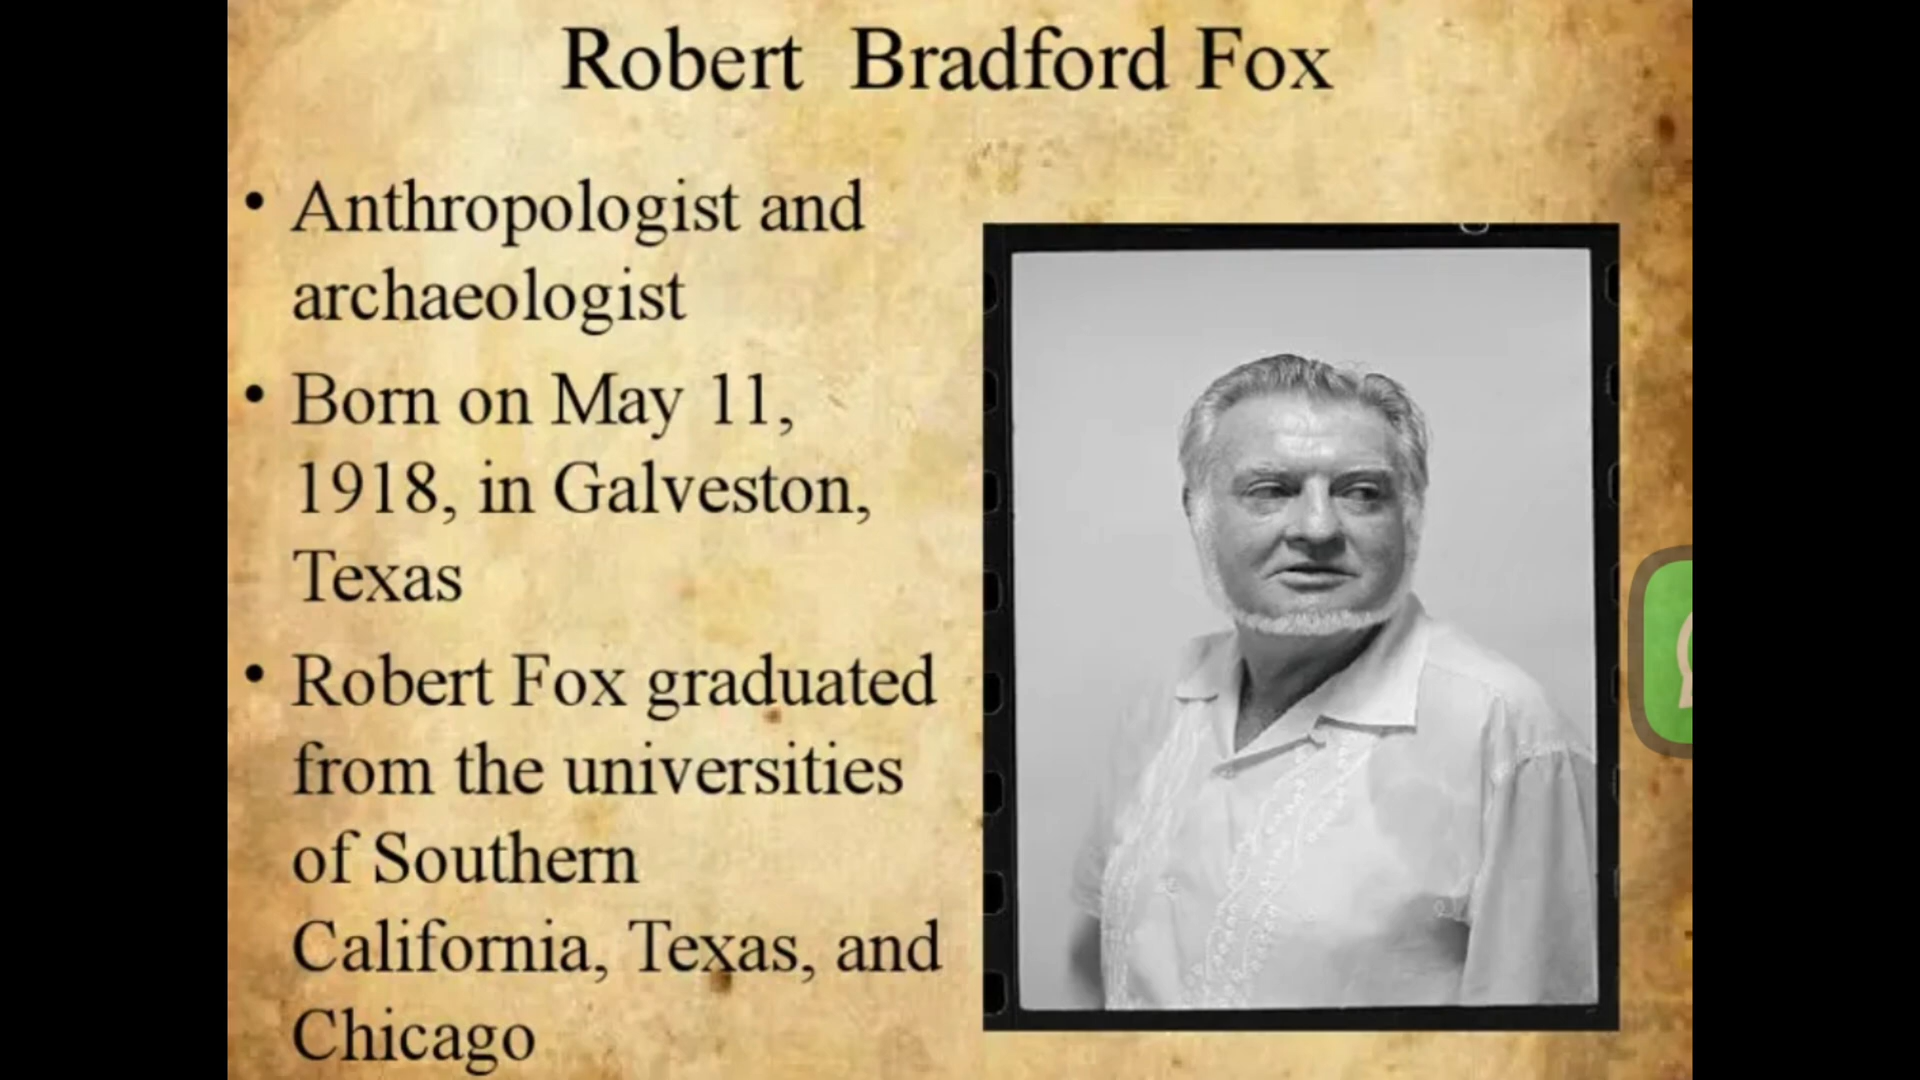 Robert Bradford Fox
• Anthropologist and
archaeologist
• Born on May 11,
1918, in Galveston,
Texas
• Robert Fox graduated
from the universities
of Southern
California, Texas, and
Chicago